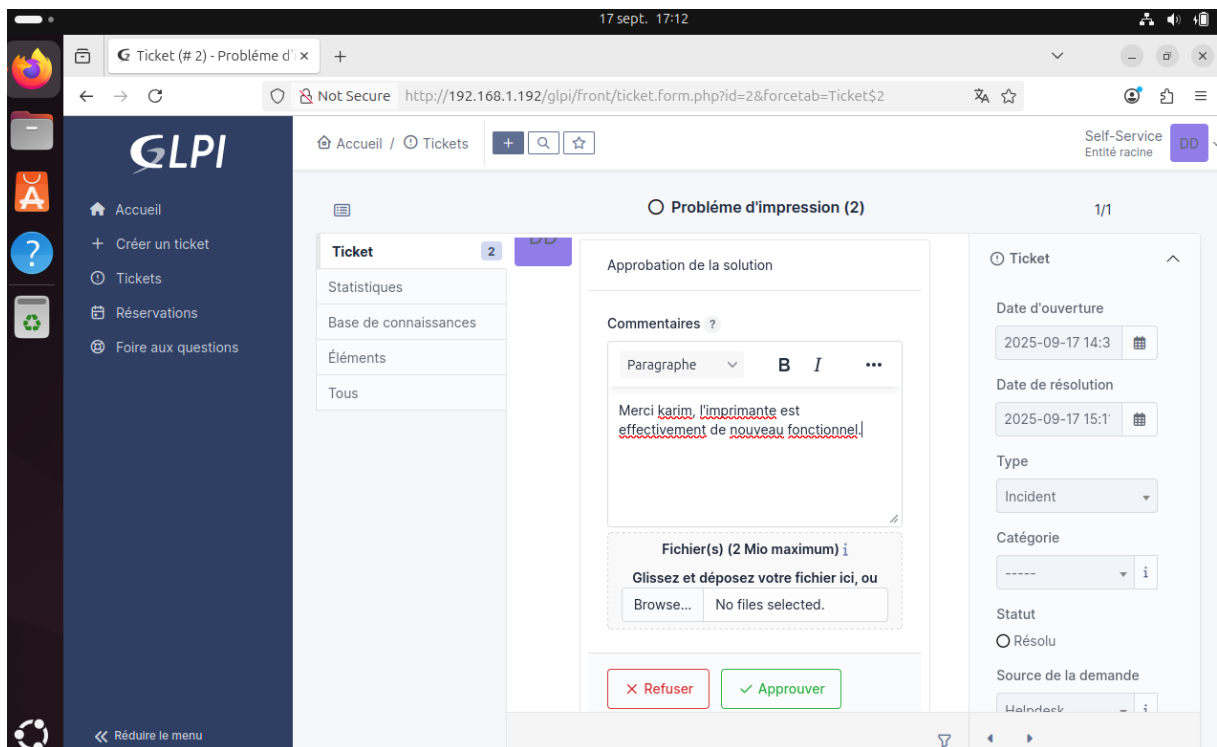 17 sept. 17:12
Ticket (# 2) - Probléme d'i
Not Secure http://192.168.1.192/glpi/front/ticket.form.php?id=2&forcetab=Ticket$2
GLPI
Accueil / Tickets
Self-Service
Entité racine
DD
Accueil
Créer un ticket
Tickets
Réservations
Foire aux questions
Réduire le menu
Probléme d'impression (2)
1/1
Ticket 2
Statistiques
Base de connaissances
Éléments
Tous
DD
Approbation de la solution
Commentaires ?
Paragraphe B I
Merci karim, l'imprimante est
effectivement de nouveau fonctionnel.
Fichier(s) (2 Mio maximum) i
Glissez et déposez votre fichier ici, ou
Browse... No files selected.
Refuser
Approuver
Ticket
Date d'ouverture
2025-09-17 14:3
Date de résolution
2025-09-17 15:1
Type
Incident
Catégorie
----- i
Statut
Résolu
Source de la demande
Helpdesk i